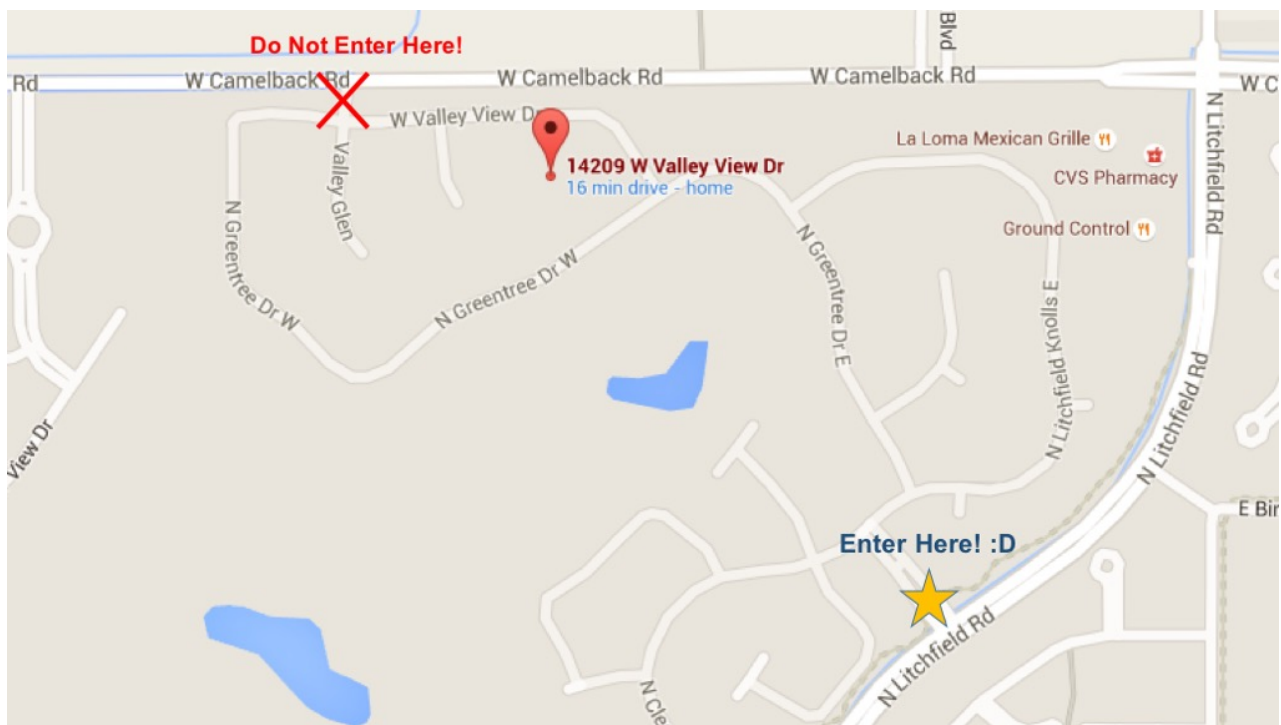 Do Not Enter Here!
Blvd
Rd
W Camelback Rd
W Camelback Rd
W Camelback Rd
W C
W Valley View Dr
N Litchfield Rd
La Loma Mexican Grille
CVS Pharmacy
14209 W Valley View Dr
16 min drive - home
Valley Glen
Ground Control
N Greentree Dr W
N Greentree Dr W
N Greentree Dr E
N Litchfield Knolls E
N Litchfield Rd
View Dr
E Bir
Enter Here! :D
N Litchfield Rd
N Cle